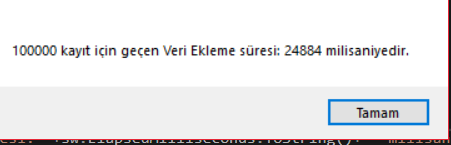 100000 kayıt için geçen Veri Ekleme süresi: 24884 milisaniyedir.
Tamam